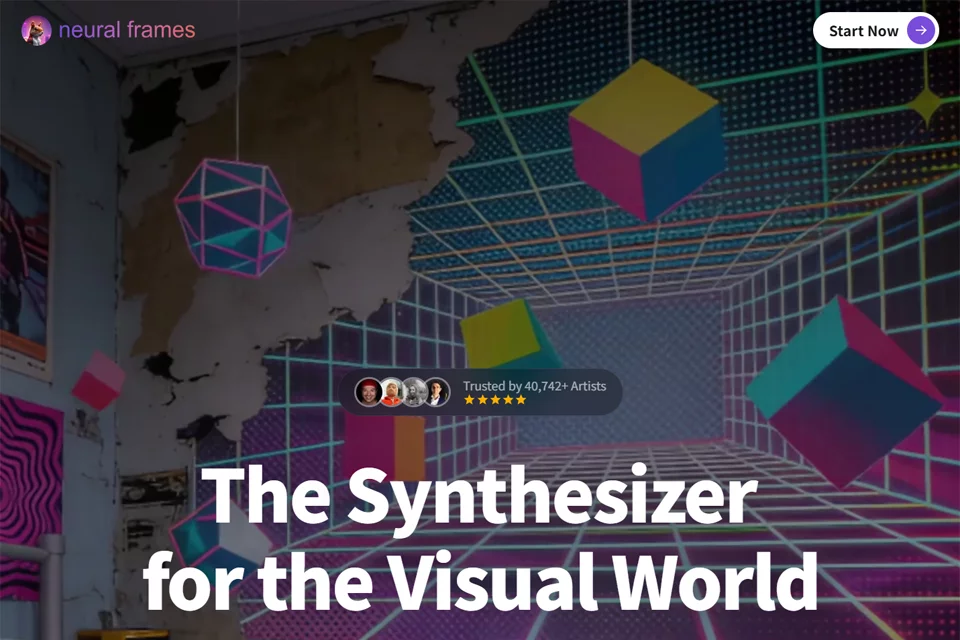 neural frames
Start Now
Trusted by 40,742+ Artists
The Synthesizer
for the Visual World